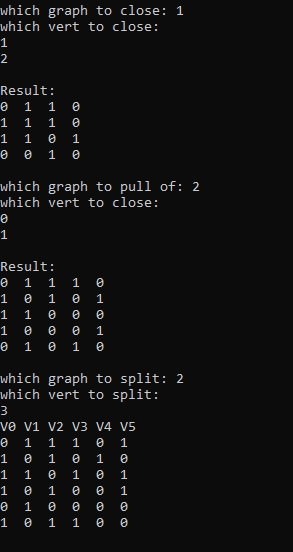 which graph to close: 1
which vert to close:
1
2
Result:
0 1 1 0
1 1 1 0
1 1 0 1
0 0 1 0
which graph to pull of: 2
which vert to close:
0
1
Result:
0 1 1 1 0
1 0 1 0 1
1 1 0 0 0
1 0 0 0 1
0 1 0 1 0
which graph to split: 2
which vert to split:
3
V0 V1 V2 V3 V4 V5
0 1 1 1 0 1
1 0 1 0 1 0
1 1 0 1 0 1
1 0 1 0 0 1
0 1 0 0 0 0
1 0 1 1 0 0